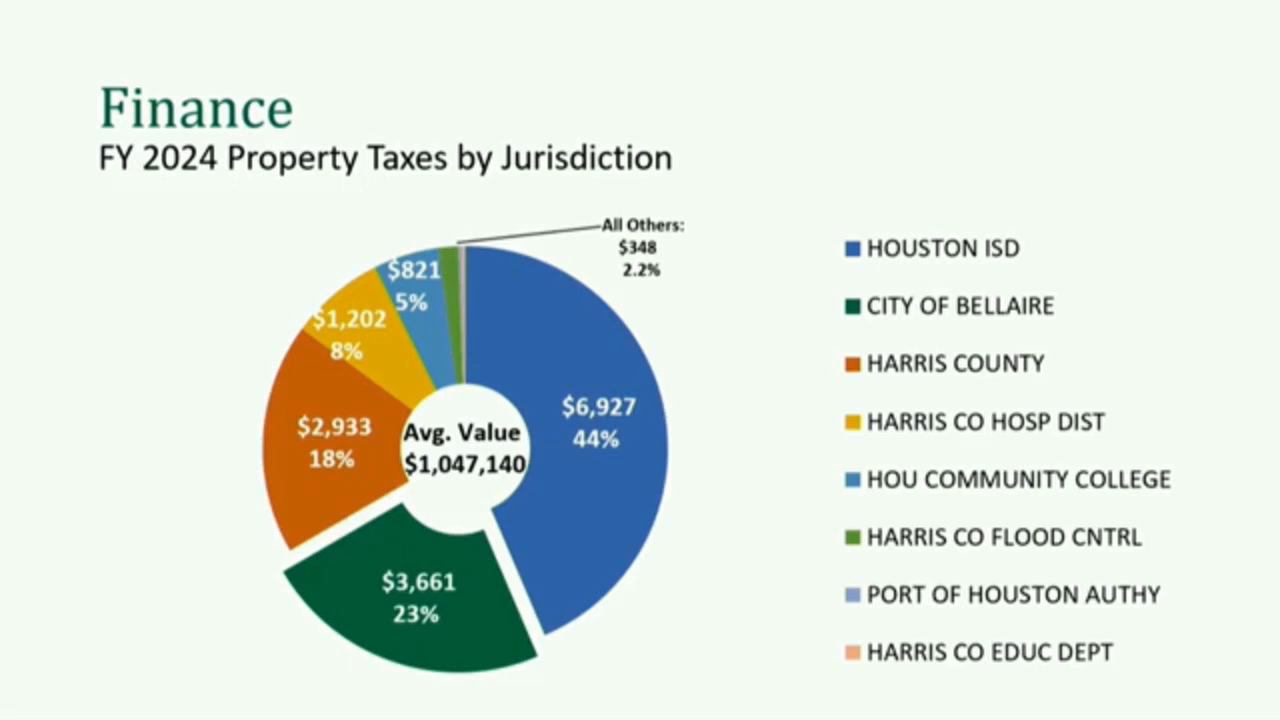 Finance
FY 2024 Property Taxes by Jurisdiction
All Others:
$348
2.2%
$821
5%
$1,202
8%
$2,933
18%
$6,927
44%
Avg. Value
$1,047,140
$3,661
23%
HOUSTON ISD
CITY OF BELLAIRE
HARRIS COUNTY
HARRIS CO HOSP DIST
HOU COMMUNITY COLLEGE
HARRIS CO FLOOD CNTRL
PORT OF HOUSTON AUTHY
HARRIS CO EDUC DEPT